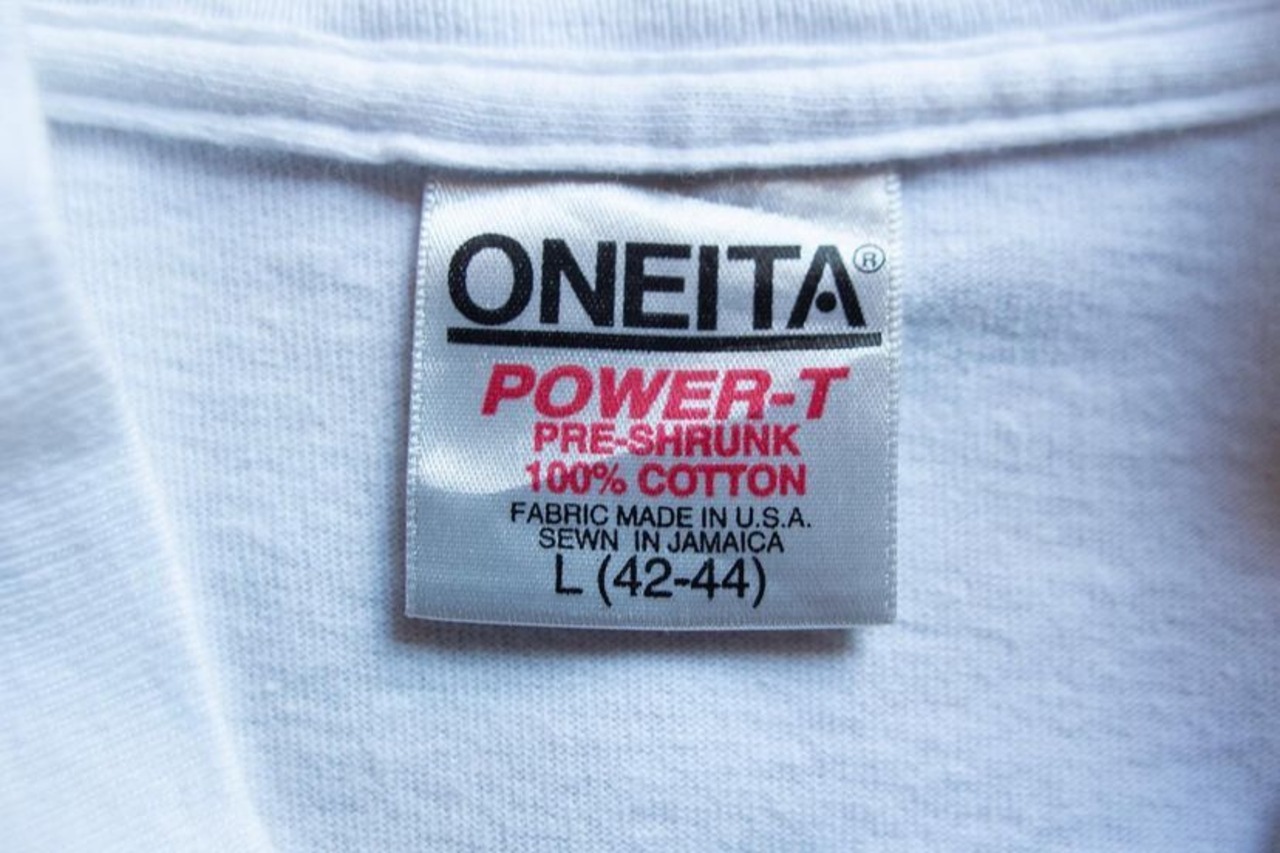 ONEITA®
POWER-T
PRE-SHRUNK
100% COTTON
FABRIC MADE IN U.S.A.
SEWN IN JAMAICA
L (42-44)